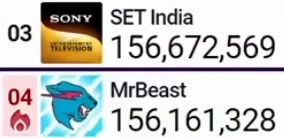 03
SONY
ENTERTAINMENT
TELEVISION
SET India
156,672,569
04
MrBeast
156,161,328